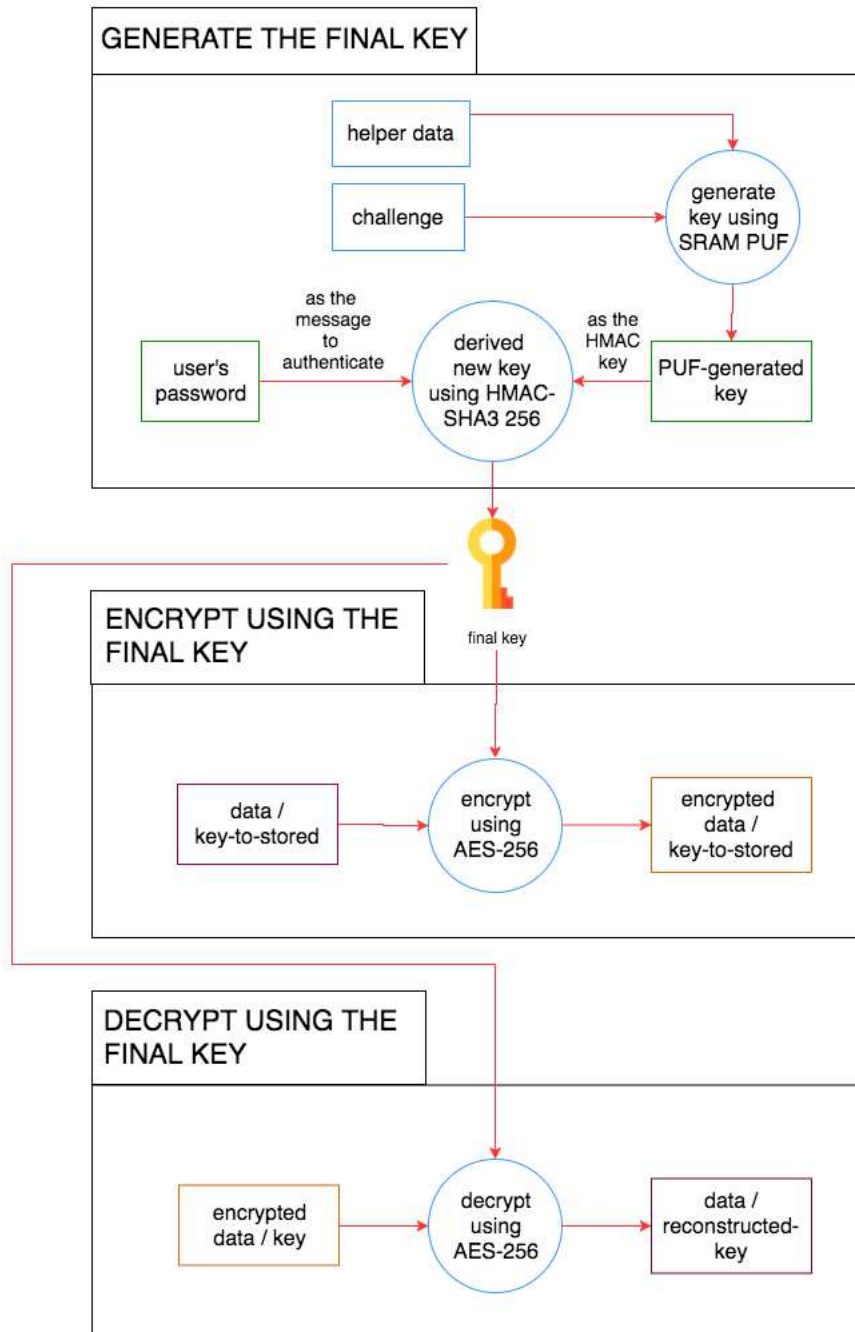 GENERATE THE FINAL KEY
helper data
challenge
generate
key using
SRAM PUF
as the
message
to
authenticate
as the
HMAC
key
user's
password
derived
new key
using HMAC-
SHA3 256
PUF-generated
key
final key
ENCRYPT USING THE
FINAL KEY
data /
key-to-stored
encrypt
using
AES-256
encrypted
data /
key-to-stored
DECRYPT USING THE
FINAL KEY
encrypted
data / key
decrypt
using
AES-256
data /
reconstructed-
key